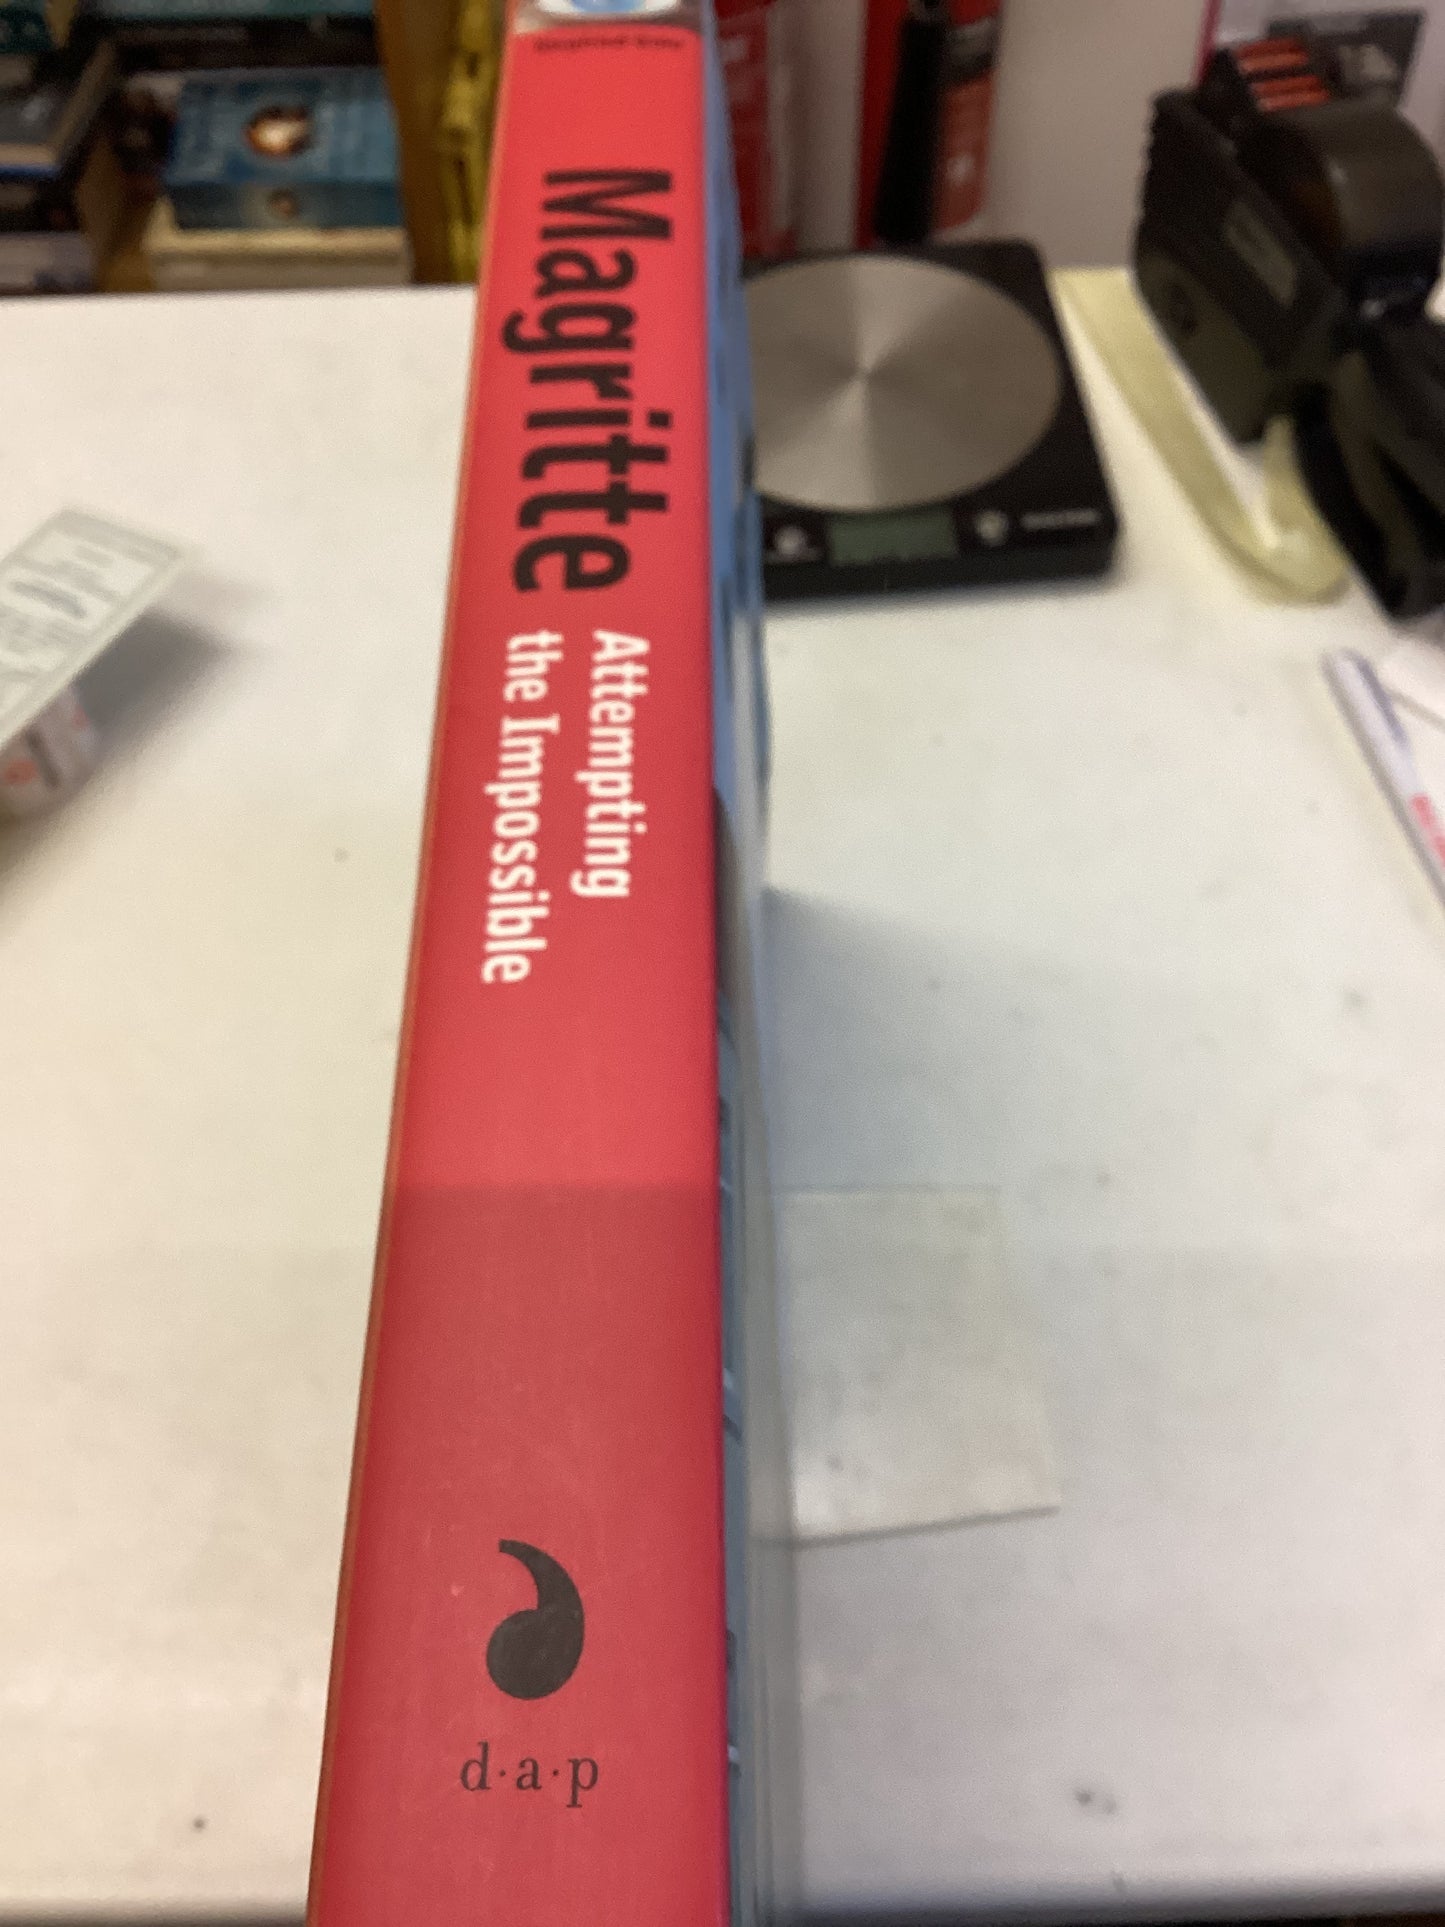 Magritte
Attempting
the Impossible
d·a·p